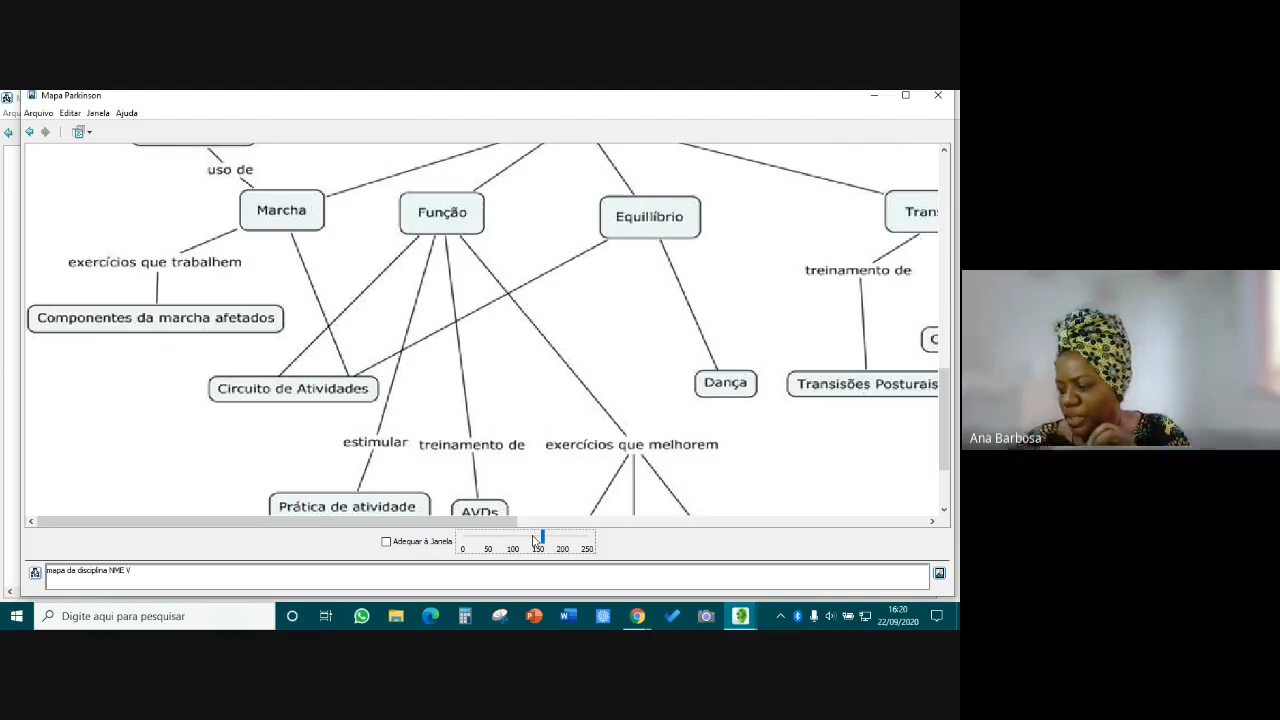 Mapa Parkinson
Arquivo Editar Janela Ajuda
uso de
Marcha
Função
Equillíbrio
exercícios que trabalhem
treinamento de
Componentes da marcha afetados
Circuito de Atividades
Dança
Transisões Posturais
estimular
treinamento de
exercícios que melhorem
Prática de atividade
AVDs
Adequar à Janela
0 50 100 150 200 250
mapa da disciplina NME V
Digite aqui para pesquisar
16:20
22/09/2020
Ana Barbosa